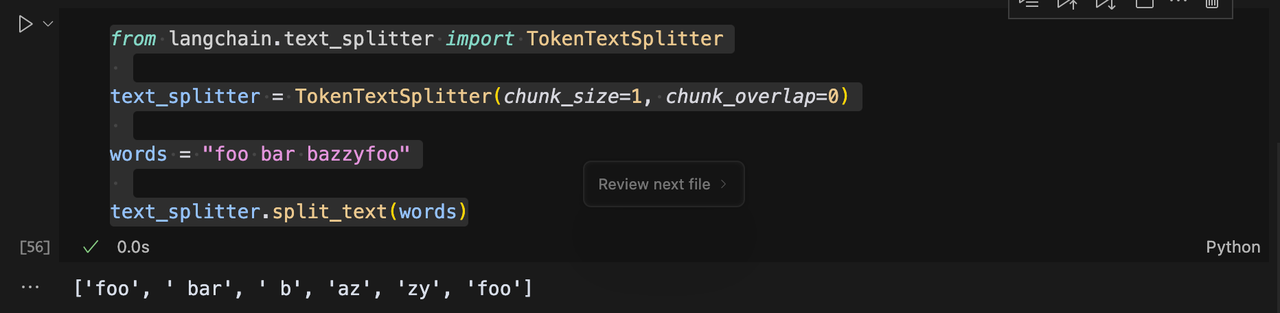 from langchain.text_splitter import TokenTextSplitter
text_splitter = TokenTextSplitter(chunk_size=1, chunk_overlap=0)
words = "foo bar bazzyfoo"
Review next file >
text_splitter.split_text(words)
[56] ✓ 0.0s Python
... ['foo', ' bar', ' b', 'az', 'zy', 'foo']